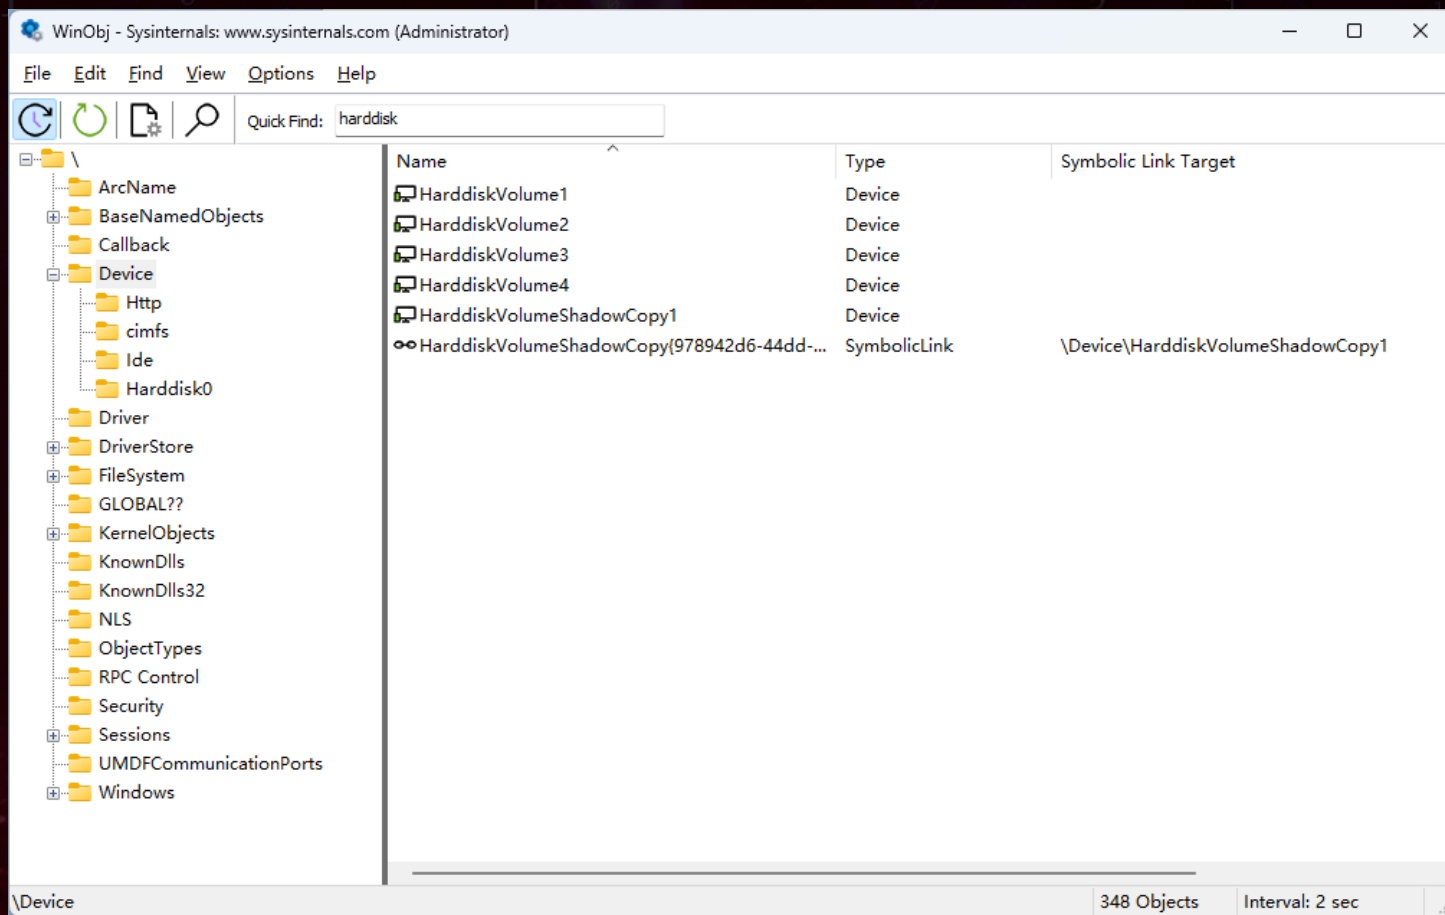 WinObj - Sysinternals: www.sysinternals.com (Administrator)
File Edit Find View Options Help
Quick Find: harddisk
\
ArcName
BaseNamedObjects
Callback
Device
Http
cimfs
Ide
Harddisk0
Driver
DriverStore
FileSystem
GLOBAL??
KernelObjects
KnownDlls
KnownDlls32
NLS
ObjectTypes
RPC Control
Security
Sessions
UMDFCommunicationPorts
Windows
Name Type Symbolic Link Target
HarddiskVolume1 Device
HarddiskVolume2 Device
HarddiskVolume3 Device
HarddiskVolume4 Device
HarddiskVolumeShadowCopy1 Device
HarddiskVolumeShadowCopy{978942d6-44dd-... SymbolicLink \Device\HarddiskVolumeShadowCopy1
\Device 348 Objects Interval: 2 sec